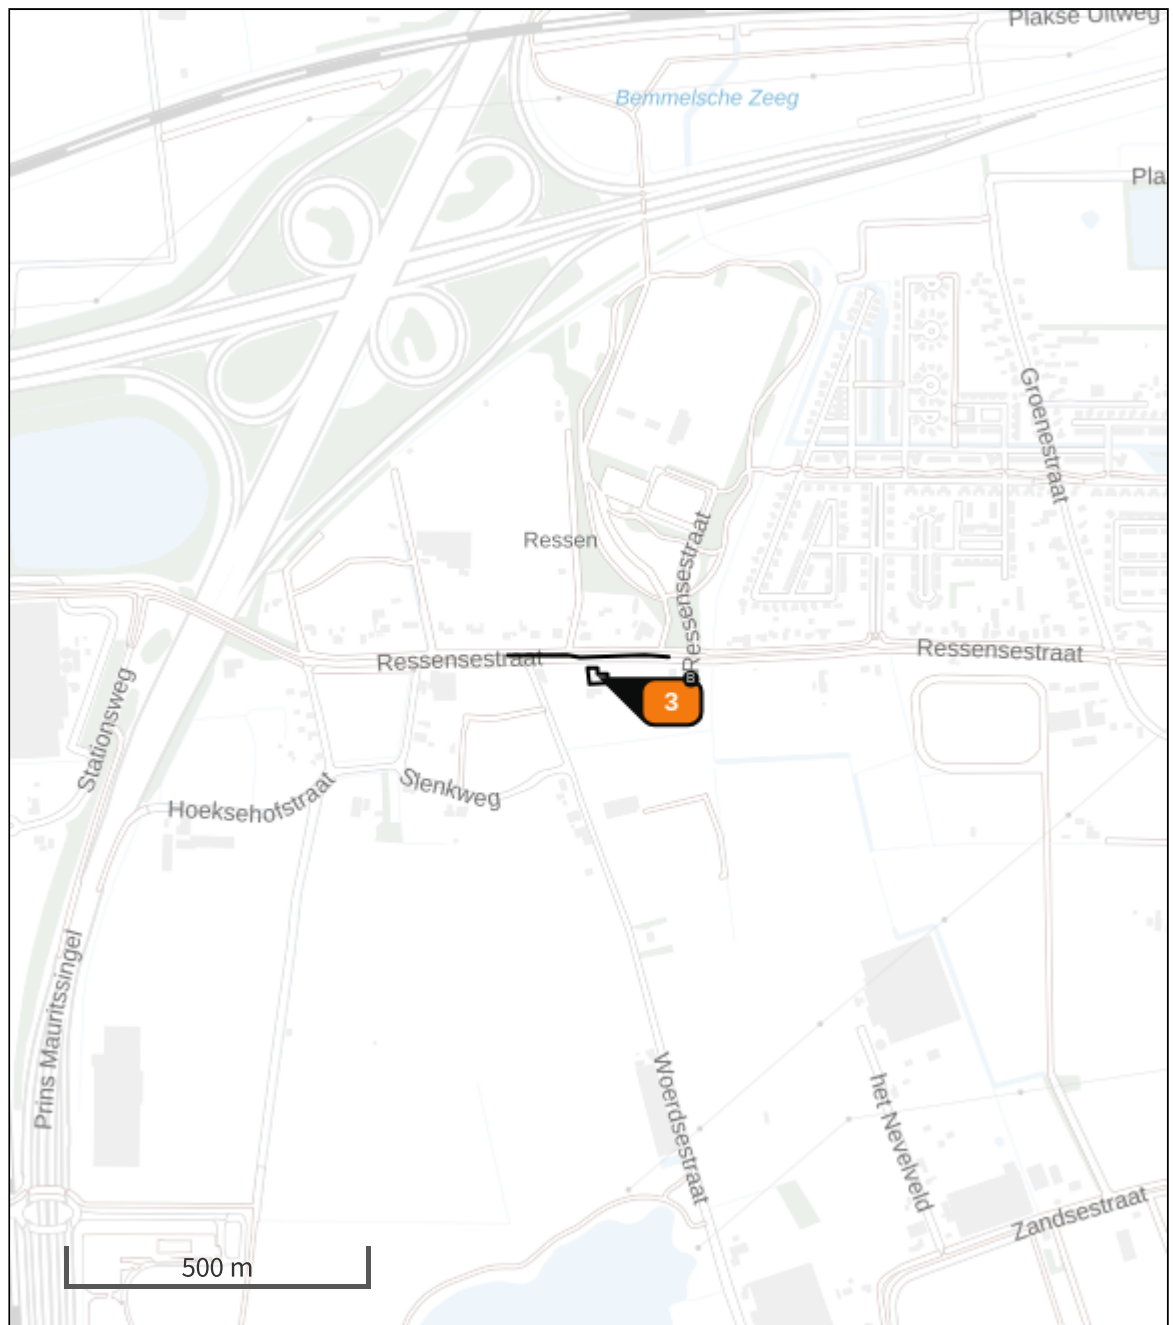 Plakse Uitweg
Bemmelsche Zeeg
Pla
Groenestraat
Ressen
Ressensestraat
Ressensestraat
Ressensestraat
3
B
Stationsweg
Slenkweg
Hoeksehofstraat
Prins Mauritssingel
Woerdsestraat
het Nevelveld
Zandsestraat
500 m